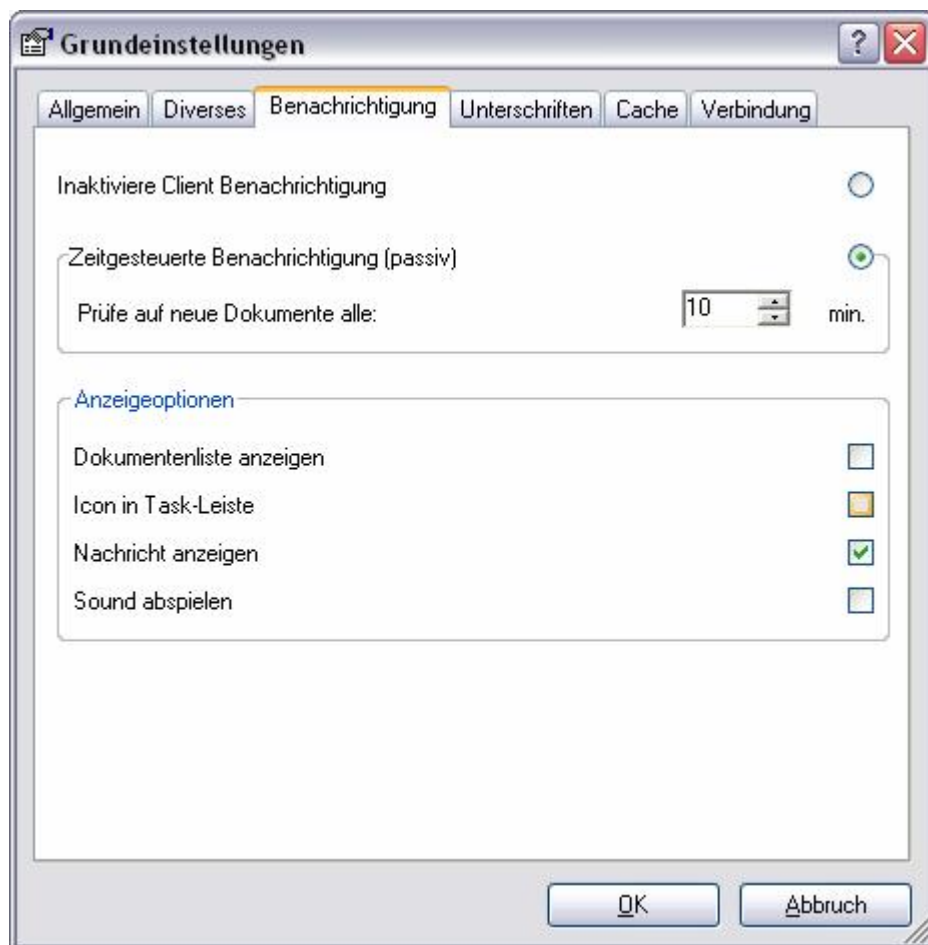 Grundeinstellungen
Allgemein Diverses Benachrichtigung Unterschriften Cache Verbindung
Inaktiviere Client Benachrichtigung
Zeitgesteuerte Benachrichtigung (passiv)
Prüfe auf neue Dokumente alle: 10 min.
Anzeigeoptionen
Dokumentenliste anzeigen
Icon in Task-Leiste
Nachricht anzeigen
Sound abspielen
OK Abbruch